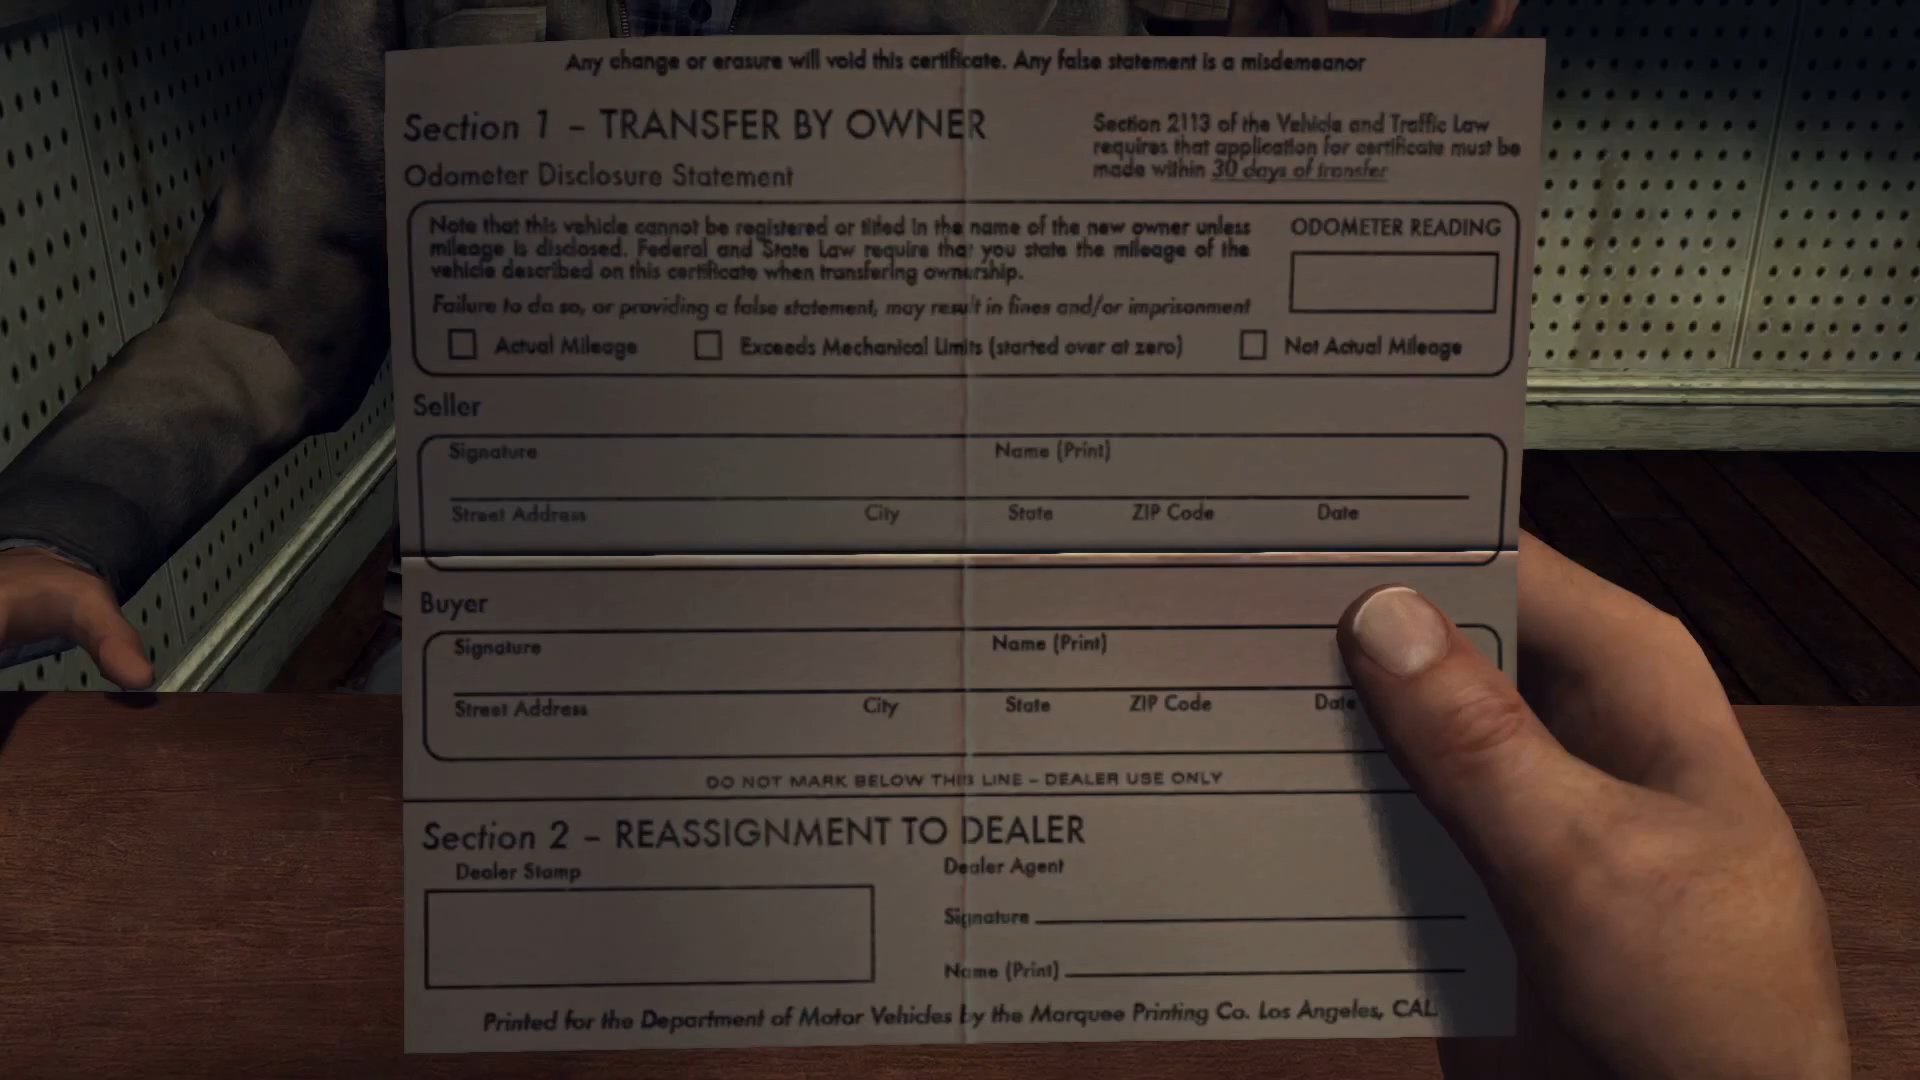 Any change or erasure will void this certificate. Any false statement is a misdemeanor
Section 1 – TRANSFER BY OWNER
Section 2113 of the Vehicle and Traffic Law
requires that application for certificate must be
made within 30 days of transfer
Odometer Disclosure Statement
Note that this vehicle cannot be registered or titled in the name of the new owner unless
mileage is disclosed. Federal and State Law require that you state the mileage of the
vehicle described on this certificate when transfering ownership.
Failure to do so, or providing a false statement, may result in fines and/or imprisonment
ODOMETER READING
Actual Mileage Exceeds Mechanical Limits (started over at zero) Not Actual Mileage
Seller
Signature Name (Print)
Street Address City State ZIP Code Date
Buyer
Signature Name (Print)
Street Address City State ZIP Code Date
DO NOT MARK BELOW THIS LINE – DEALER USE ONLY
Section 2 – REASSIGNMENT TO DEALER
Dealer Stamp
Dealer Agent
Signature
Name (Print)
Printed for the Department of Motor Vehicles by the Marquee Printing Co. Los Angeles, CAL.